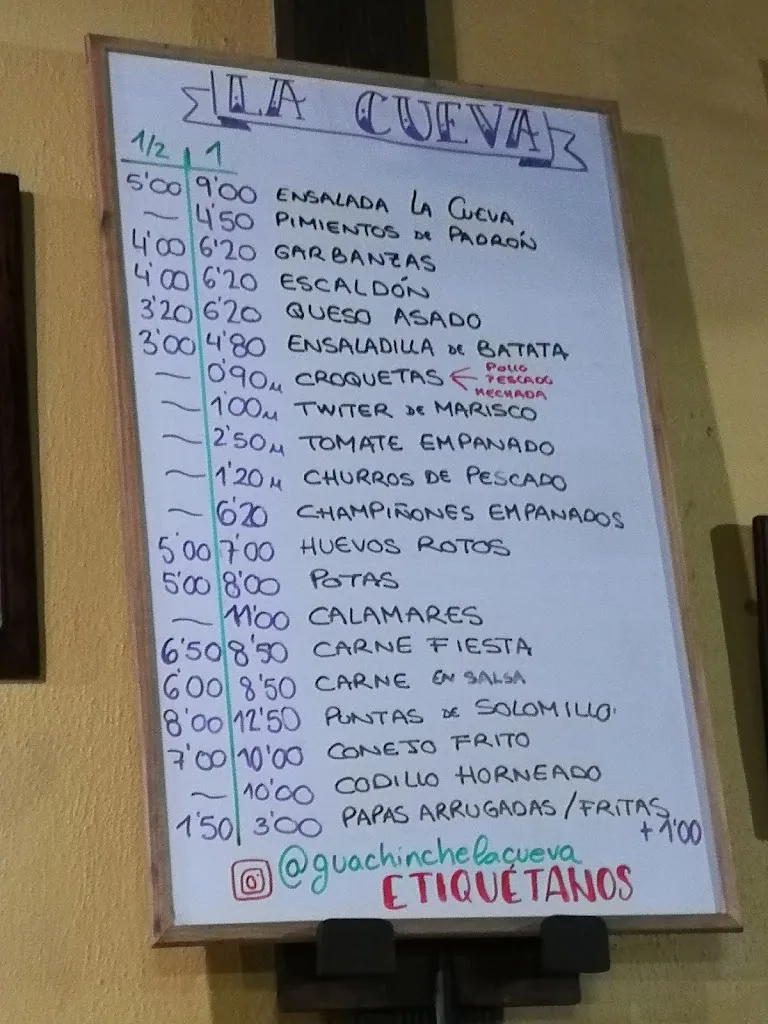 LA CUEVA
1/2 1
5'00 9'00 ENSALADA LA CUEVA
— 4'50 PIMIENTOS DE PADRÓN
4'00 6'20 GARBANZAS
4'00 6'20 ESCALDÓN
3'20 6'20 QUESO ASADO
3'00 4'80 ENSALADILLA DE BATATA
— 0'90 u CROQUETAS ← POLLO PESCADO MECHADA
— 1'00 u TWITER DE MARISCO
— 2'50 u TOMATE EMPANADO
— 1'20 u CHURROS DE PESCADO
— 6'20 CHAMPIÑONES EMPANADOS
5'00 7'00 HUEVOS ROTOS
5'00 8'00 POTAS
— 11'00 CALAMARES
6'50 8'50 CARNE FIESTA
6'00 8'50 CARNE EN SALSA
8'00 12'50 PUNTAS DE SOLOMILLO
7'00 10'00 CONEJO FRITO
— 10'00 CODILLO HORNEADO
1'50 3'00 PAPAS ARRUGADAS / FRITAS
+1'00
@guachinchelacueva
ETIQUÉTANOS